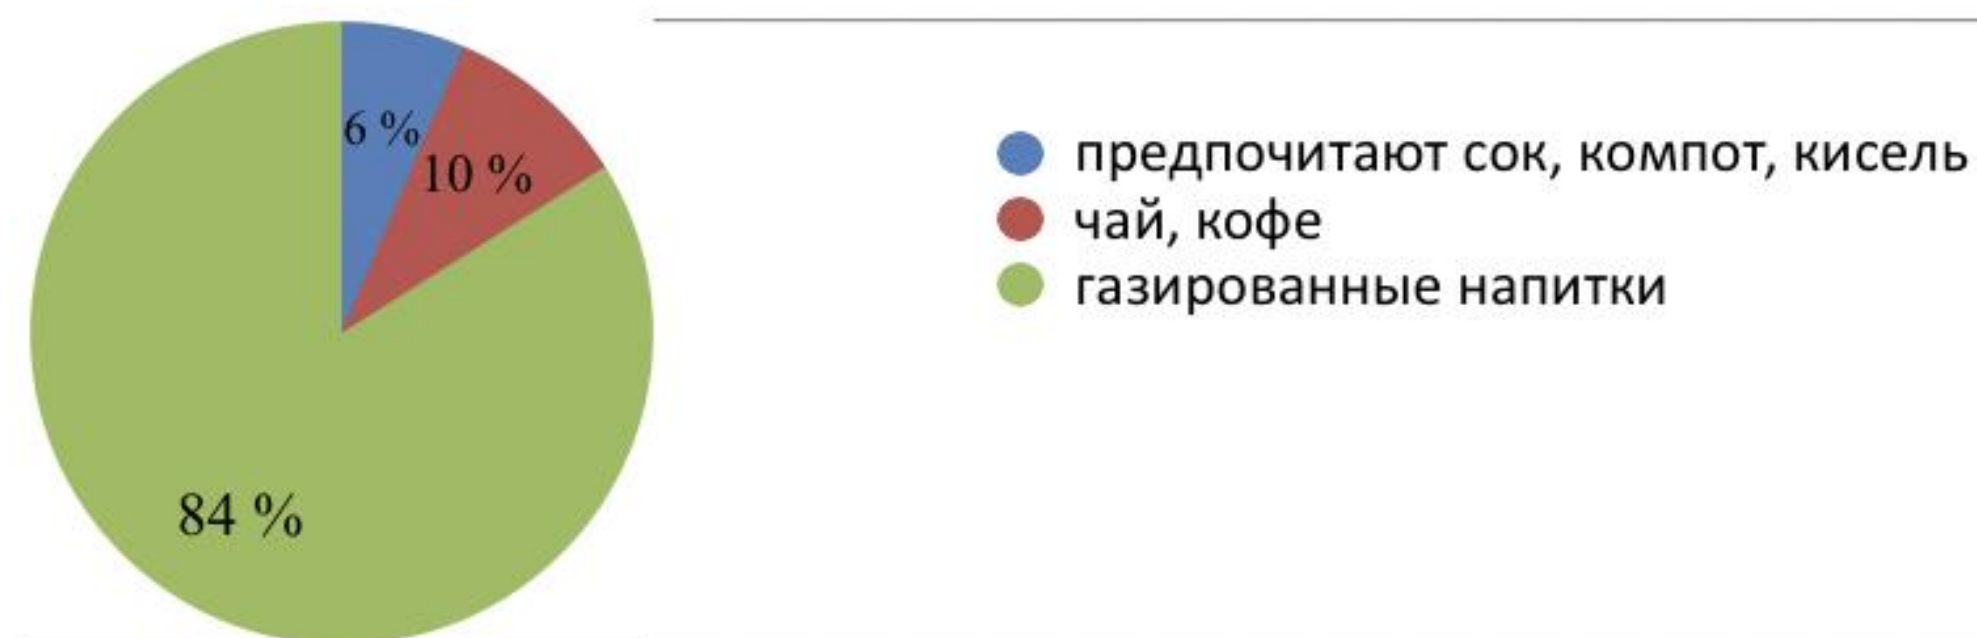 6 %
10 %
84 %
предпочитают сок, компот, кисель
чай, кофе
газированные напитки